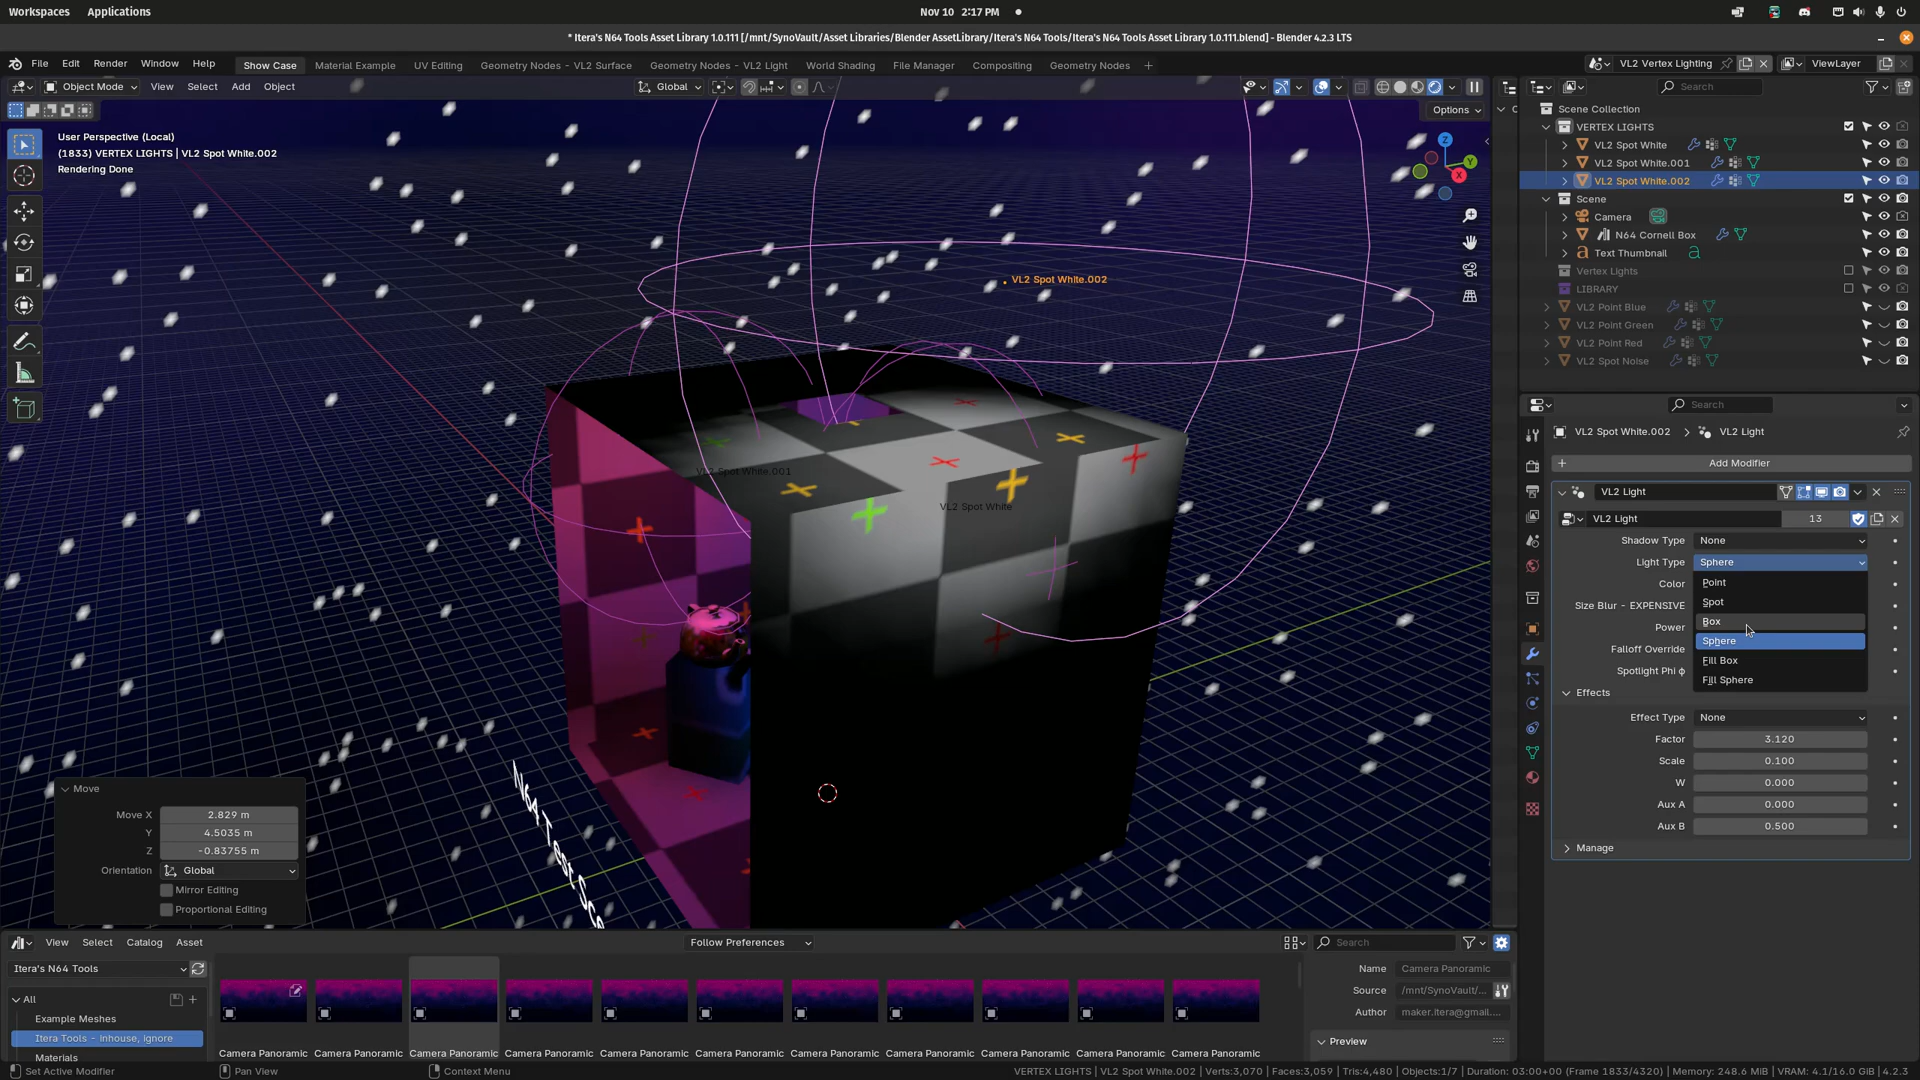 Workspaces Applications
Nov 10 2:17 PM
* Itera's N64 Tools Asset Library 1.0.111 [/mnt/SynoVault/Asset Libraries/Blender AssetLibrary/Itera's N64 Tools/Itera's N64 Tools Asset Library 1.0.111.blend] - Blender 4.2.3 LTS
File Edit Render Window Help
Show Case Material Example UV Editing Geometry Nodes - VL2 Surface Geometry Nodes - VL2 Light World Shading File Manager Compositing Geometry Nodes
VL2 Vertex Lighting
ViewLayer
Object Mode View Select Add Object
Global
Options
User Perspective (Local)
(1833) VERTEX LIGHTS | VL2 Spot White.002
Rendering Done
Z
Y
X
VL2 Spot White.002
VL2 Spot White.001
VL2 Spot White
Move
Move X 2.829 m
Y 4.5035 m
Z -0.83755 m
Orientation Global
Mirror Editing
Proportional Editing
Search
Scene Collection
VERTEX LIGHTS
VL2 Spot White
VL2 Spot White.001
VL2 Spot White.002
Scene
Camera
N64 Cornell Box
Text Thumbnail
Vertex Lights
LIBRARY
VL2 Point Blue
VL2 Point Green
VL2 Point Red
VL2 Spot Noise
Search
VL2 Spot White.002 VL2 Light
Add Modifier
VL2 Light
VL2 Light 13
Shadow Type None
Light Type Sphere
Color
Size Blur - EXPENSIVE
Power
Falloff Override
Spotlight Phi φ
Point
Spot
Box
Sphere
Fill Box
Fill Sphere
Effects
Effect Type None
Factor 3.120
Scale 0.100
W 0.000
Aux A 0.000
Aux B 0.500
Manage
View Select Catalog Asset
Follow Preferences
Search
Itera's N64 Tools
All
Example Meshes
Itera Tools - Inhouse, ignore
Materials
Camera Panoramic Camera Panoramic Camera Panoramic Camera Panoramic Camera Panoramic Camera Panoramic Camera Panoramic Camera Panoramic Camera Panoramic Camera Panoramic Camera Panoramic
Name Camera Panoramic
Source /mnt/SynoVault/...
Author maker.itera@gmail....
Preview
Set Active Modifier Pan View Context Menu
VERTEX LIGHTS | VL2 Spot White.002 | Verts:3,070 | Faces:3,059 | Tris:4,480 | Objects:1/7 | Duration: 03:00+00 (Frame 1833/4320) | Memory: 248.6 MiB | VRAM: 4.1/16.0 GiB | 4.2.3